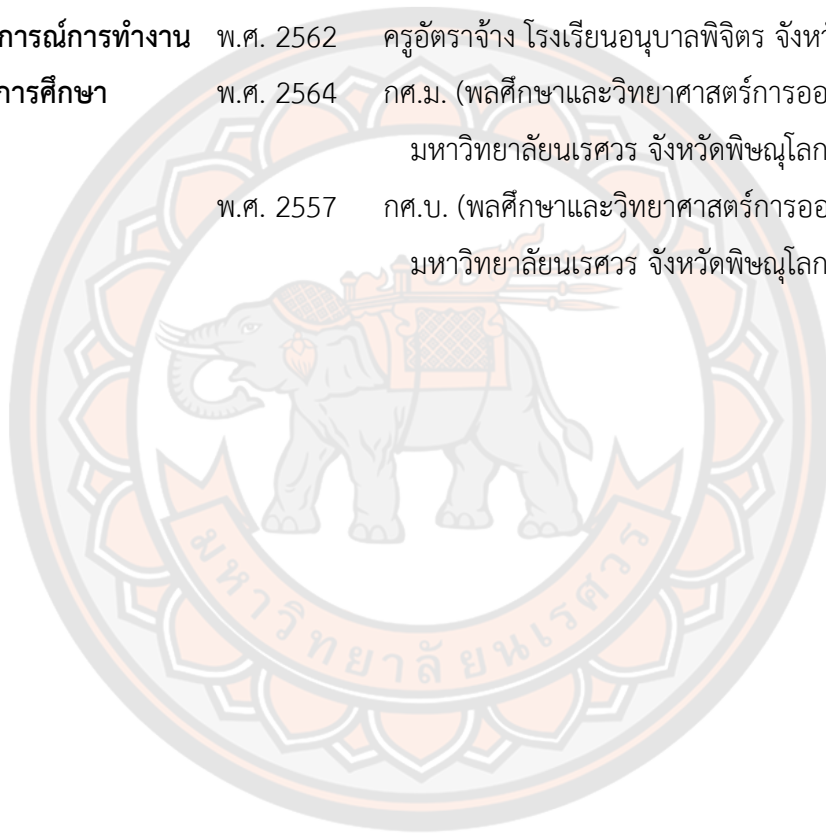 การณ์การทำงาน พ.ศ. 2562 ครูอัตราจ้าง โรงเรียนอนุบาลพิจิตร
การศึกษา พ.ศ. 2564 กศ.ม. (พลศึกษาและวิทยาศาสตร์การออ
มหาวิทยาลัยนเรศวร จังหวัดพิษณุโลก
พ.ศ. 2557 กศ.บ. (พลศึกษาและวิทยาศาสตร์การออ
มหาวิทยาลัยนเรศวร จังหวัดพิษณุโลก
มหาวิทยาลัยนเรศวร